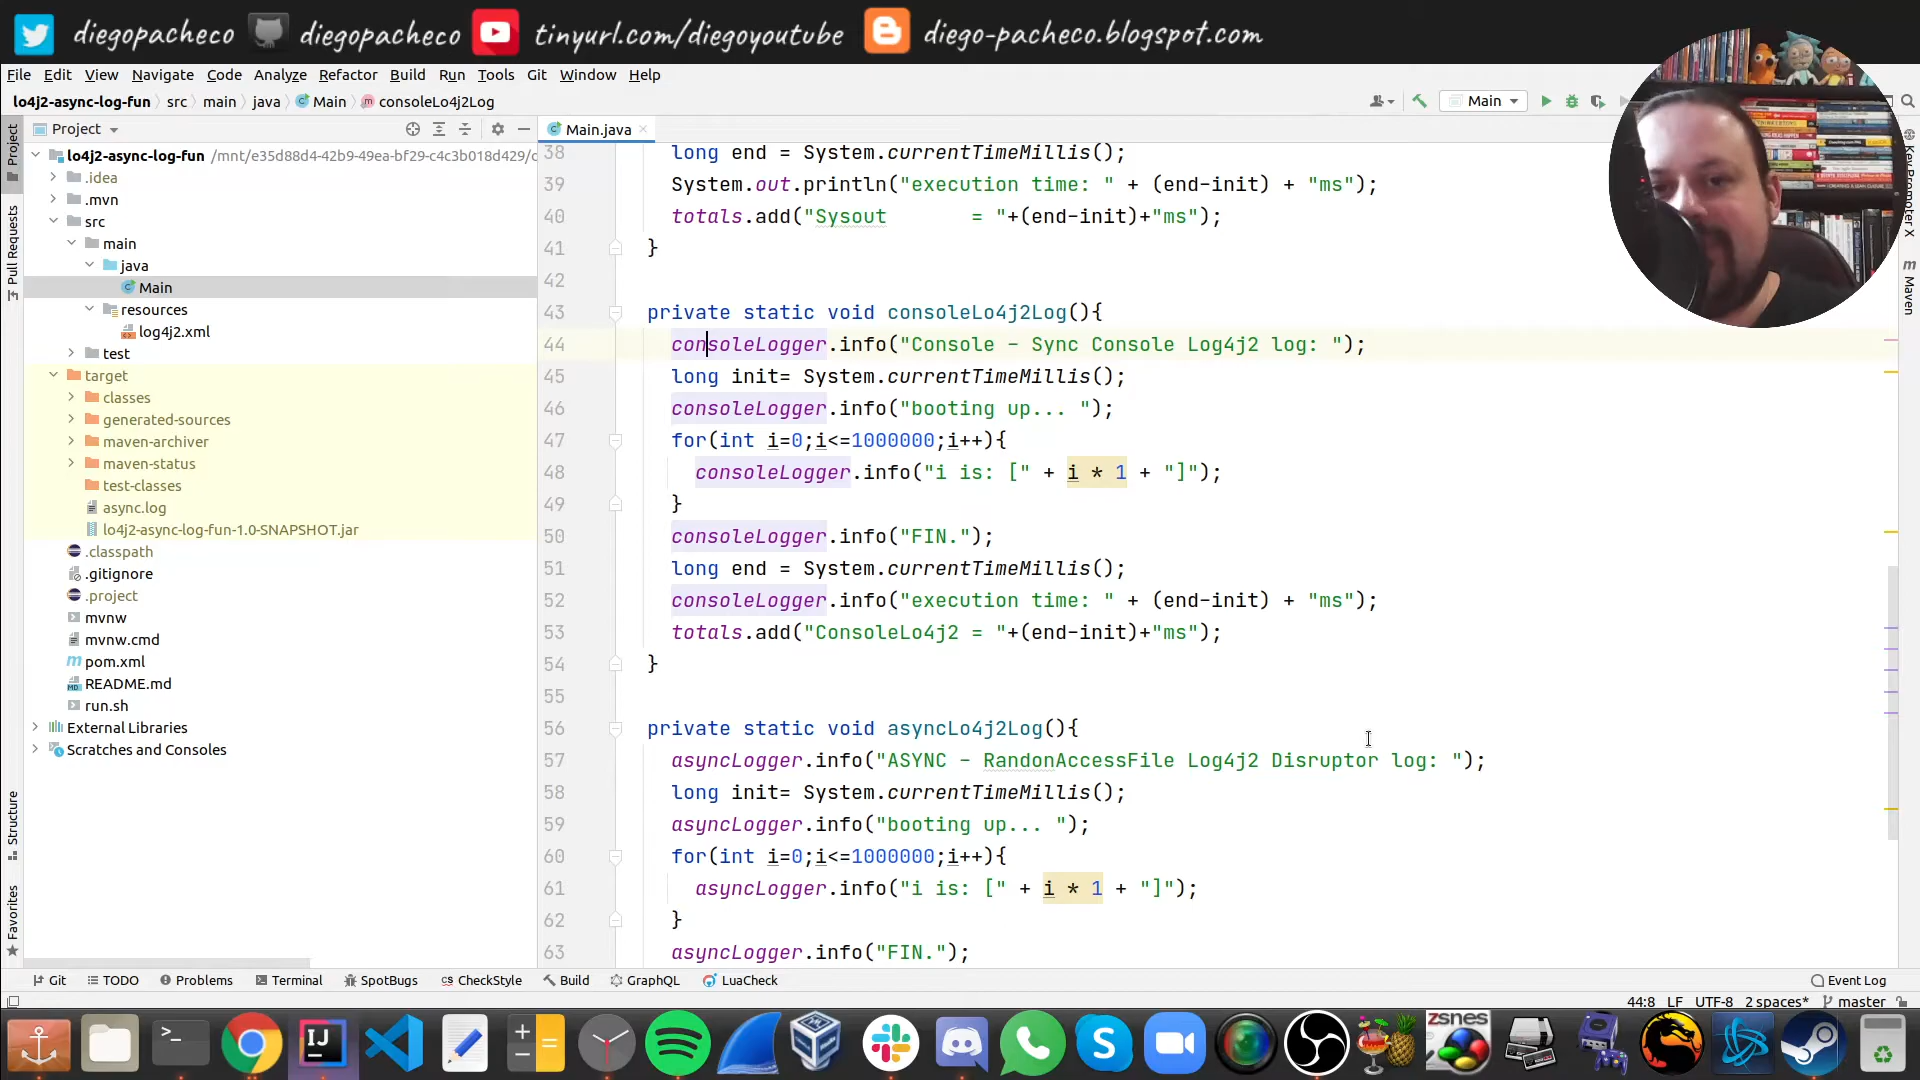 diegopacheco diegopacheco tinyurl.com/diegoyoutube diego-pacheco.blogspot.com
File Edit View Navigate Code Analyze Refactor Build Run Tools Git Window Help
lo4j2-async-log-fun src main java Main consoleLo4j2Log
Main
Project
Main.java
lo4j2-async-log-fun /mnt/e35d88d4-42b9-49ea-bf29-c4c3b018d429/c
.idea
.mvn
src
main
java
Main
resources
log4j2.xml
test
target
classes
generated-sources
maven-archiver
maven-status
test-classes
async.log
lo4j2-async-log-fun-1.0-SNAPSHOT.jar
.classpath
.gitignore
.project
mvnw
mvnw.cmd
pom.xml
README.md
run.sh
External Libraries
Scratches and Consoles
Project
Pull Requests
Structure
Favorites
38 long end = System.currentTimeMillis();
39 System.out.println("execution time: " + (end-init) + "ms");
40 totals.add("Sysout       = "+(end-init)+"ms");
41 }
42
43 private static void consoleLo4j2Log(){
44 consoleLogger.info("Console - Sync Console Log4j2 log: ");
45 long init= System.currentTimeMillis();
46 consoleLogger.info("booting up... ");
47 for(int i=0;i<=1000000;i++){
48 consoleLogger.info("i is: [" + i * 1 + "]");
49 }
50 consoleLogger.info("FIN.");
51 long end = System.currentTimeMillis();
52 consoleLogger.info("execution time: " + (end-init) + "ms");
53 totals.add("ConsoleLo4j2 = "+(end-init)+"ms");
54 }
55
56 private static void asyncLo4j2Log(){
57 asyncLogger.info("ASYNC - RandonAccessFile Log4j2 Disruptor log: ");
58 long init= System.currentTimeMillis();
59 asyncLogger.info("booting up... ");
60 for(int i=0;i<=1000000;i++){
61 asyncLogger.info("i is: [" + i * 1 + "]");
62 }
63 asyncLogger.info("FIN.");
Key Promoter X
Maven
Git TODO Problems Terminal SpotBugs CheckStyle Build GraphQL LuaCheck Event Log
44:8 LF UTF-8 2 spaces* master
zsnes